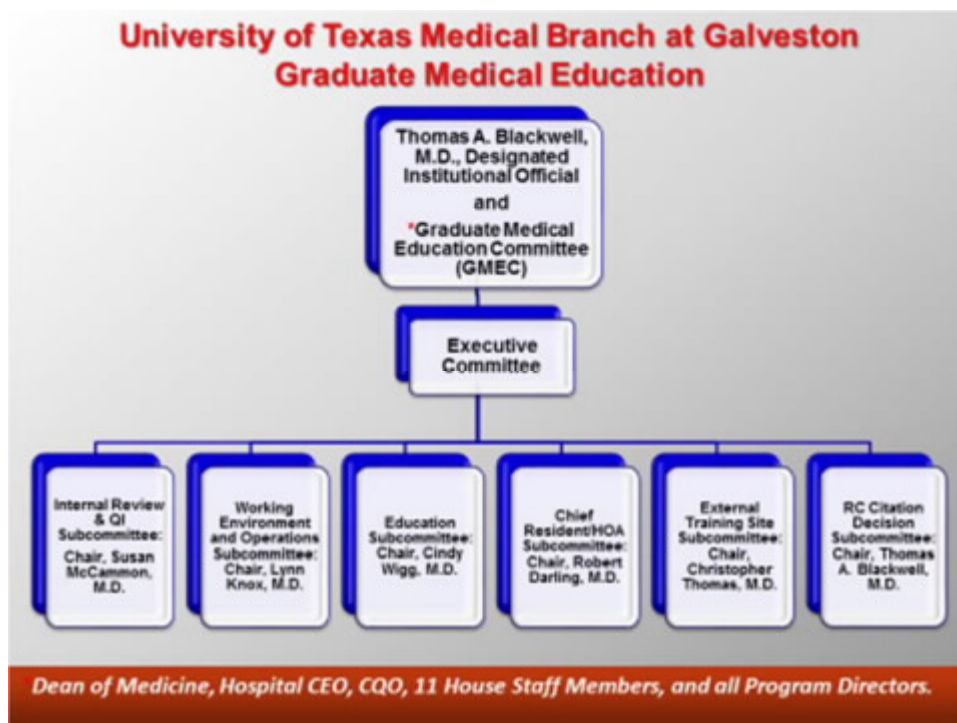 University of Texas Medical Branch at Galveston
Graduate Medical Education
Thomas A. Blackwell,
M.D., Designated
Institutional Official
and
*Graduate Medical
Education Committee
(GMEC)
Executive
Committee
Internal Review
& QI
Subcommittee:
Chair, Susan
McCammon,
M.D.
Working
Environment
and Operations
Subcommittee:
Chair, Lynn
Knox, M.D.
Education
Subcommittee:
Chair, Cindy
Wigg, M.D.
Chief
Resident/HOA
Subcommittee:
Chair, Robert
Darling, M.D.
External
Training Site
Subcommittee:
Chair,
Christopher
Thomas, M.D.
RC Citation
Decision
Subcommittee:
Chair, Thomas
A. Blackwell,
M.D.
*Dean of Medicine, Hospital CEO, CQO, 11 House Staff Members, and all Program Directors.